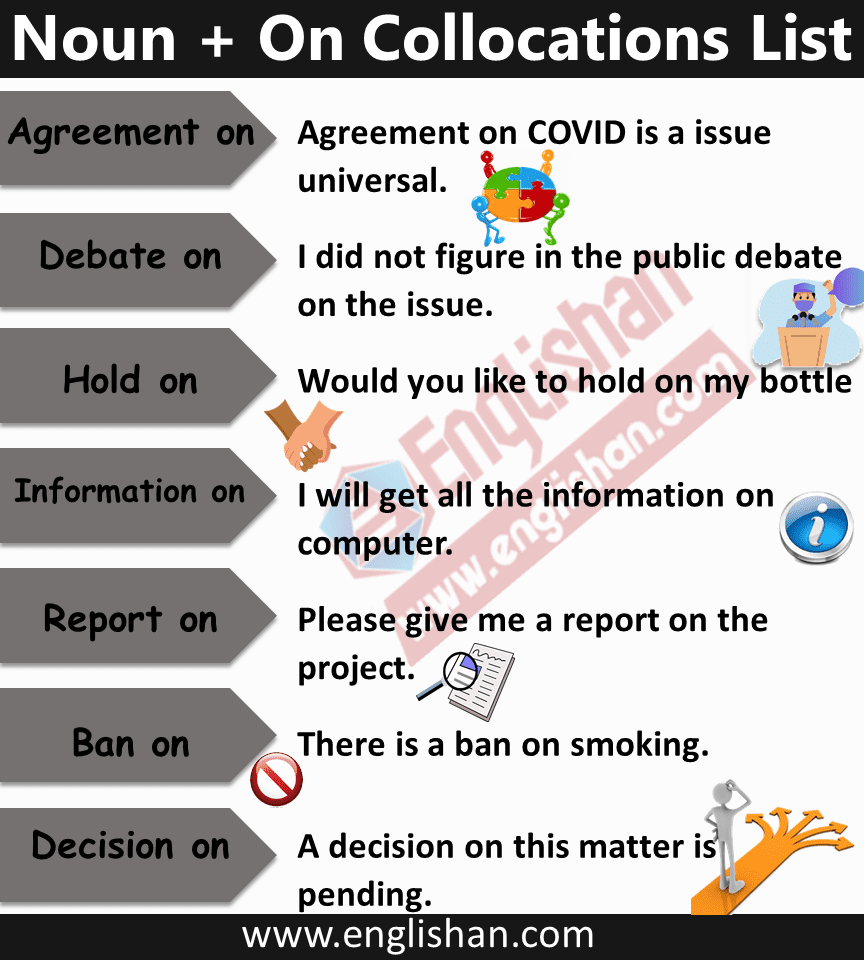 Noun + On Collocations List
Agreement on
Agreement on COVID is a issue
universal.
Debate on
I did not figure in the public debate
on the issue.
Hold on
Would you like to hold on my bottle
Information on
I will get all the information on
computer.
Report on
Please give me a report on the
project.
Ban on
There is a ban on smoking.
Decision on
A decision on this matter is
pending.
Englishan
www.englishan.com
www.englishan.com